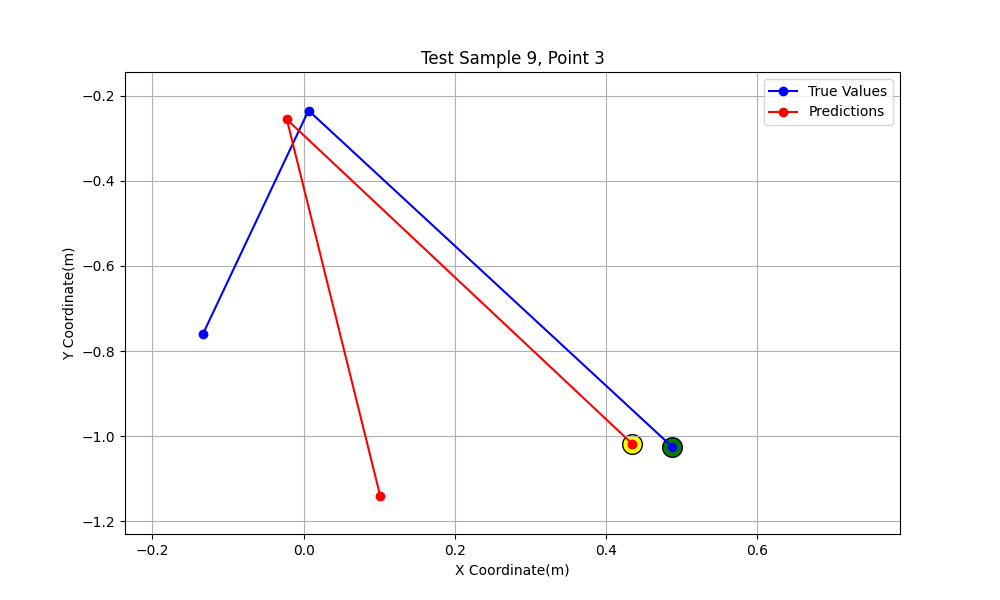 Test Sample 9, Point 3
True Values
Predictions
−0.2
−0.4
−0.6
−0.8
−1.0
−1.2
Y Coordinate(m)
−0.2
0.0
0.2
0.4
0.6
X Coordinate(m)